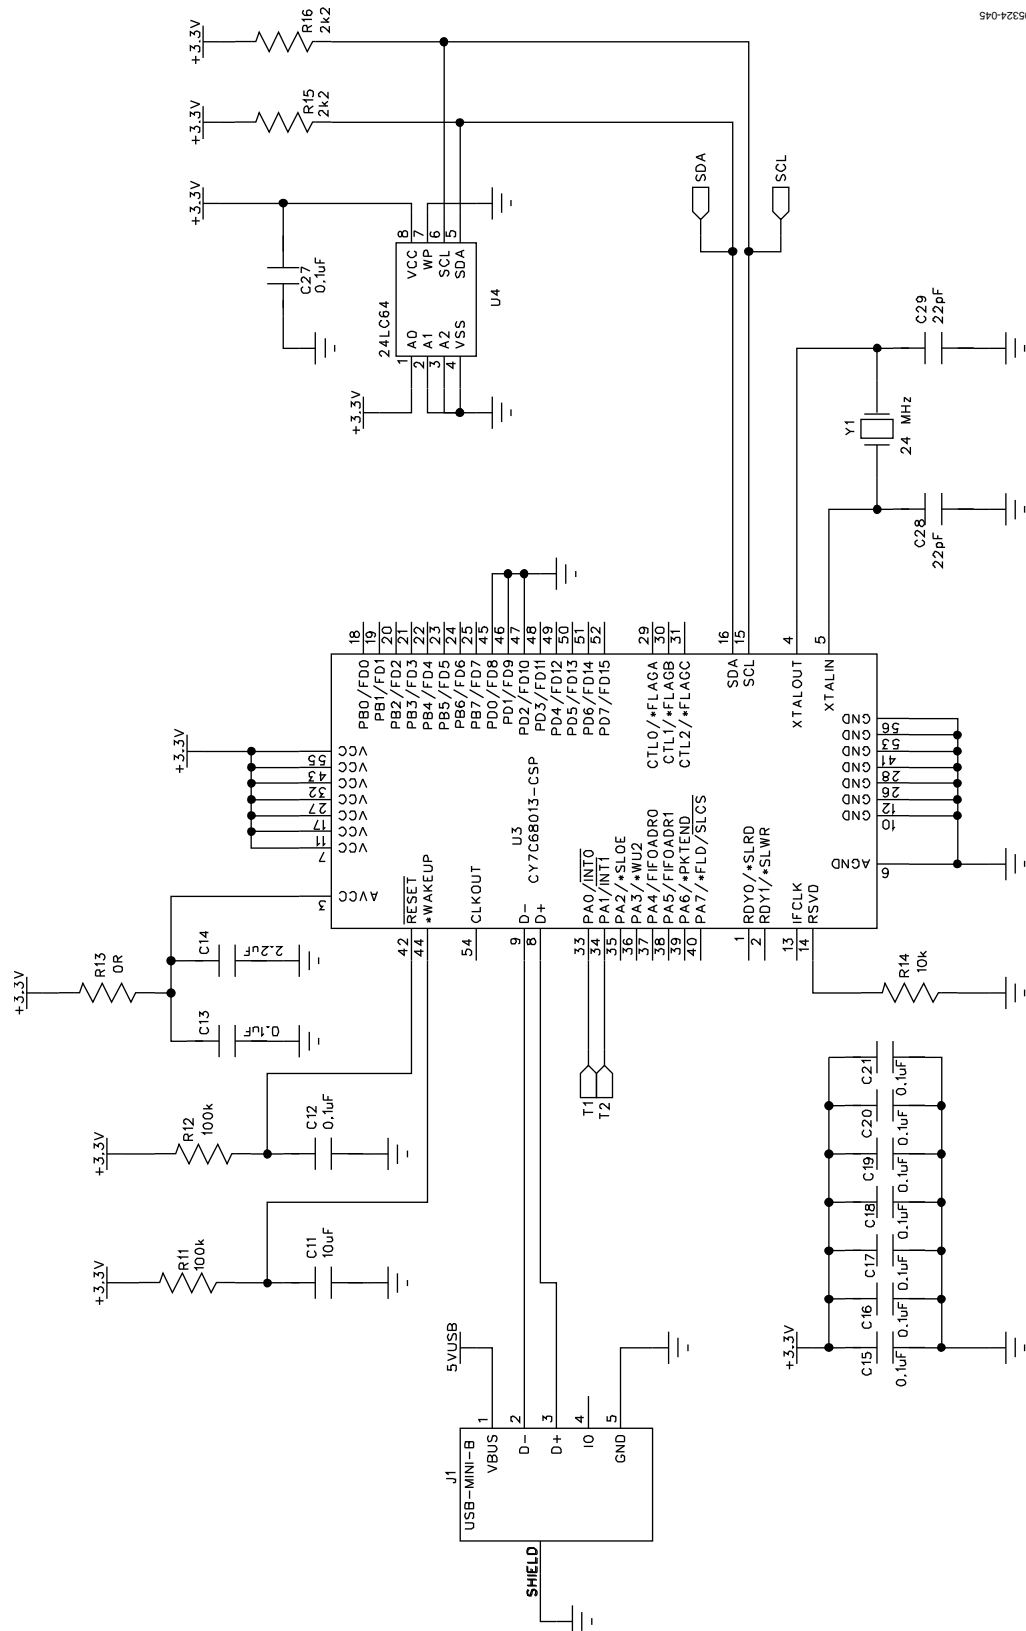 05324-045
+3.3V
R16
2k2
+3.3V
R15
2k2
+3.3V
C27
0.1uF
8
7
6
5
VCC
WP
SCL
SDA
U4
24LC64
A0
A1
A2
VSS
1
2
3
4
+3.3V
SDA
SCL
C29
22pF
Y1
24 MHz
C28
22pF
18
19
20
21
22
23
24
25
45
46
47
48
49
50
51
52
29
30
31
16
15
4
5
PB0/FD0
PB1/FD1
PB2/FD2
PB3/FD3
PB4/FD4
PB5/FD5
PB6/FD6
PB7/FD7
PD0/FD8
PD1/FD9
PD2/FD10
PD3/FD11
PD4/FD12
PD5/FD13
PD6/FD14
PD7/FD15
CTL0/*FLAGA
CTL1/*FLAGB
CTL2/*FLAGC
SDA
SCL
XTALOUT
XTALIN
+3.3V
VCC
55
VCC
43
VCC
32
VCC
27
VCC
17
VCC
11
VCC
7
AVCC
3
U3
CY7C68013-CSP
GND
56
GND
53
GND
41
GND
28
GND
26
GND
12
GND
10
AGND
6
RESET
*WAKEUP
CLKOUT
D-
D+
PA0/INT0
PA1/INT1
PA2/*SLOE
PA3/*WU2
PA4/FIFOADR0
PA5/FIFOADR1
PA6/*PKTEND
PA7/*FLD/SLCS
RDY0/*SLRD
RDY1/*SLWR
IFCLK
RSVD
42
44
54
9
8
33
34
35
36
37
38
39
40
1
2
13
14
+3.3V
R13
0R
C14
2.2uF
C13
0.1uF
R14
10k
T1
T2
+3.3V
R12
100k
C12
0.1uF
+3.3V
R11
100k
C11
10uF
C21
0.1uF
C20
0.1uF
C19
0.1uF
C18
0.1uF
C17
0.1uF
C16
0.1uF
C15
0.1uF
+3.3V
5VUSB
1
2
3
4
5
VBUS
D-
D+
IO
GND
J1
USB-MINI-B
SHIELD